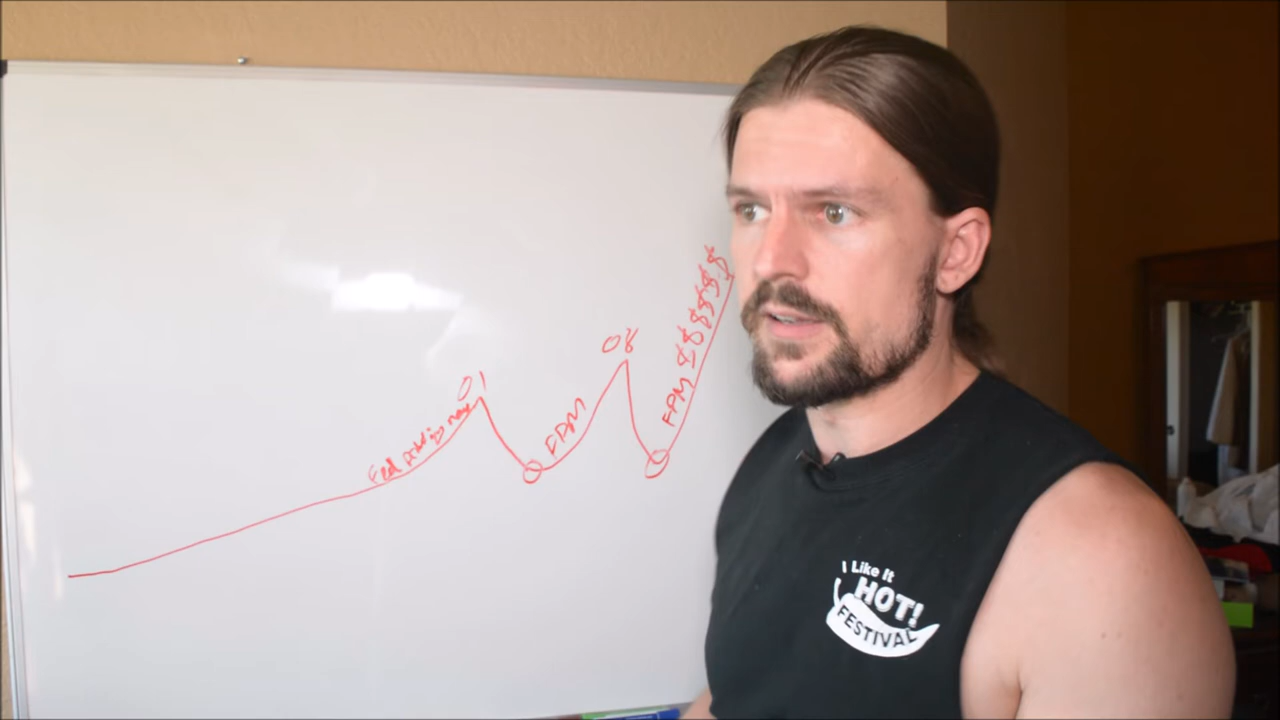 01
Fed printing money
FPM
08
FPM $$$$$$
I Like It
HOT!
FESTIVAL